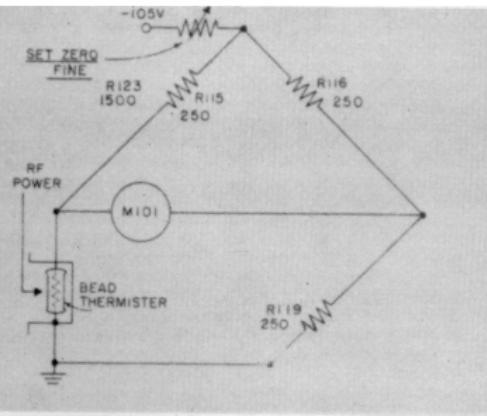 -105V
SET ZERO
FINE
R123
1500
R115
250
R116
250
RF
POWER
M101
BEAD
THERMISTER
R119
250